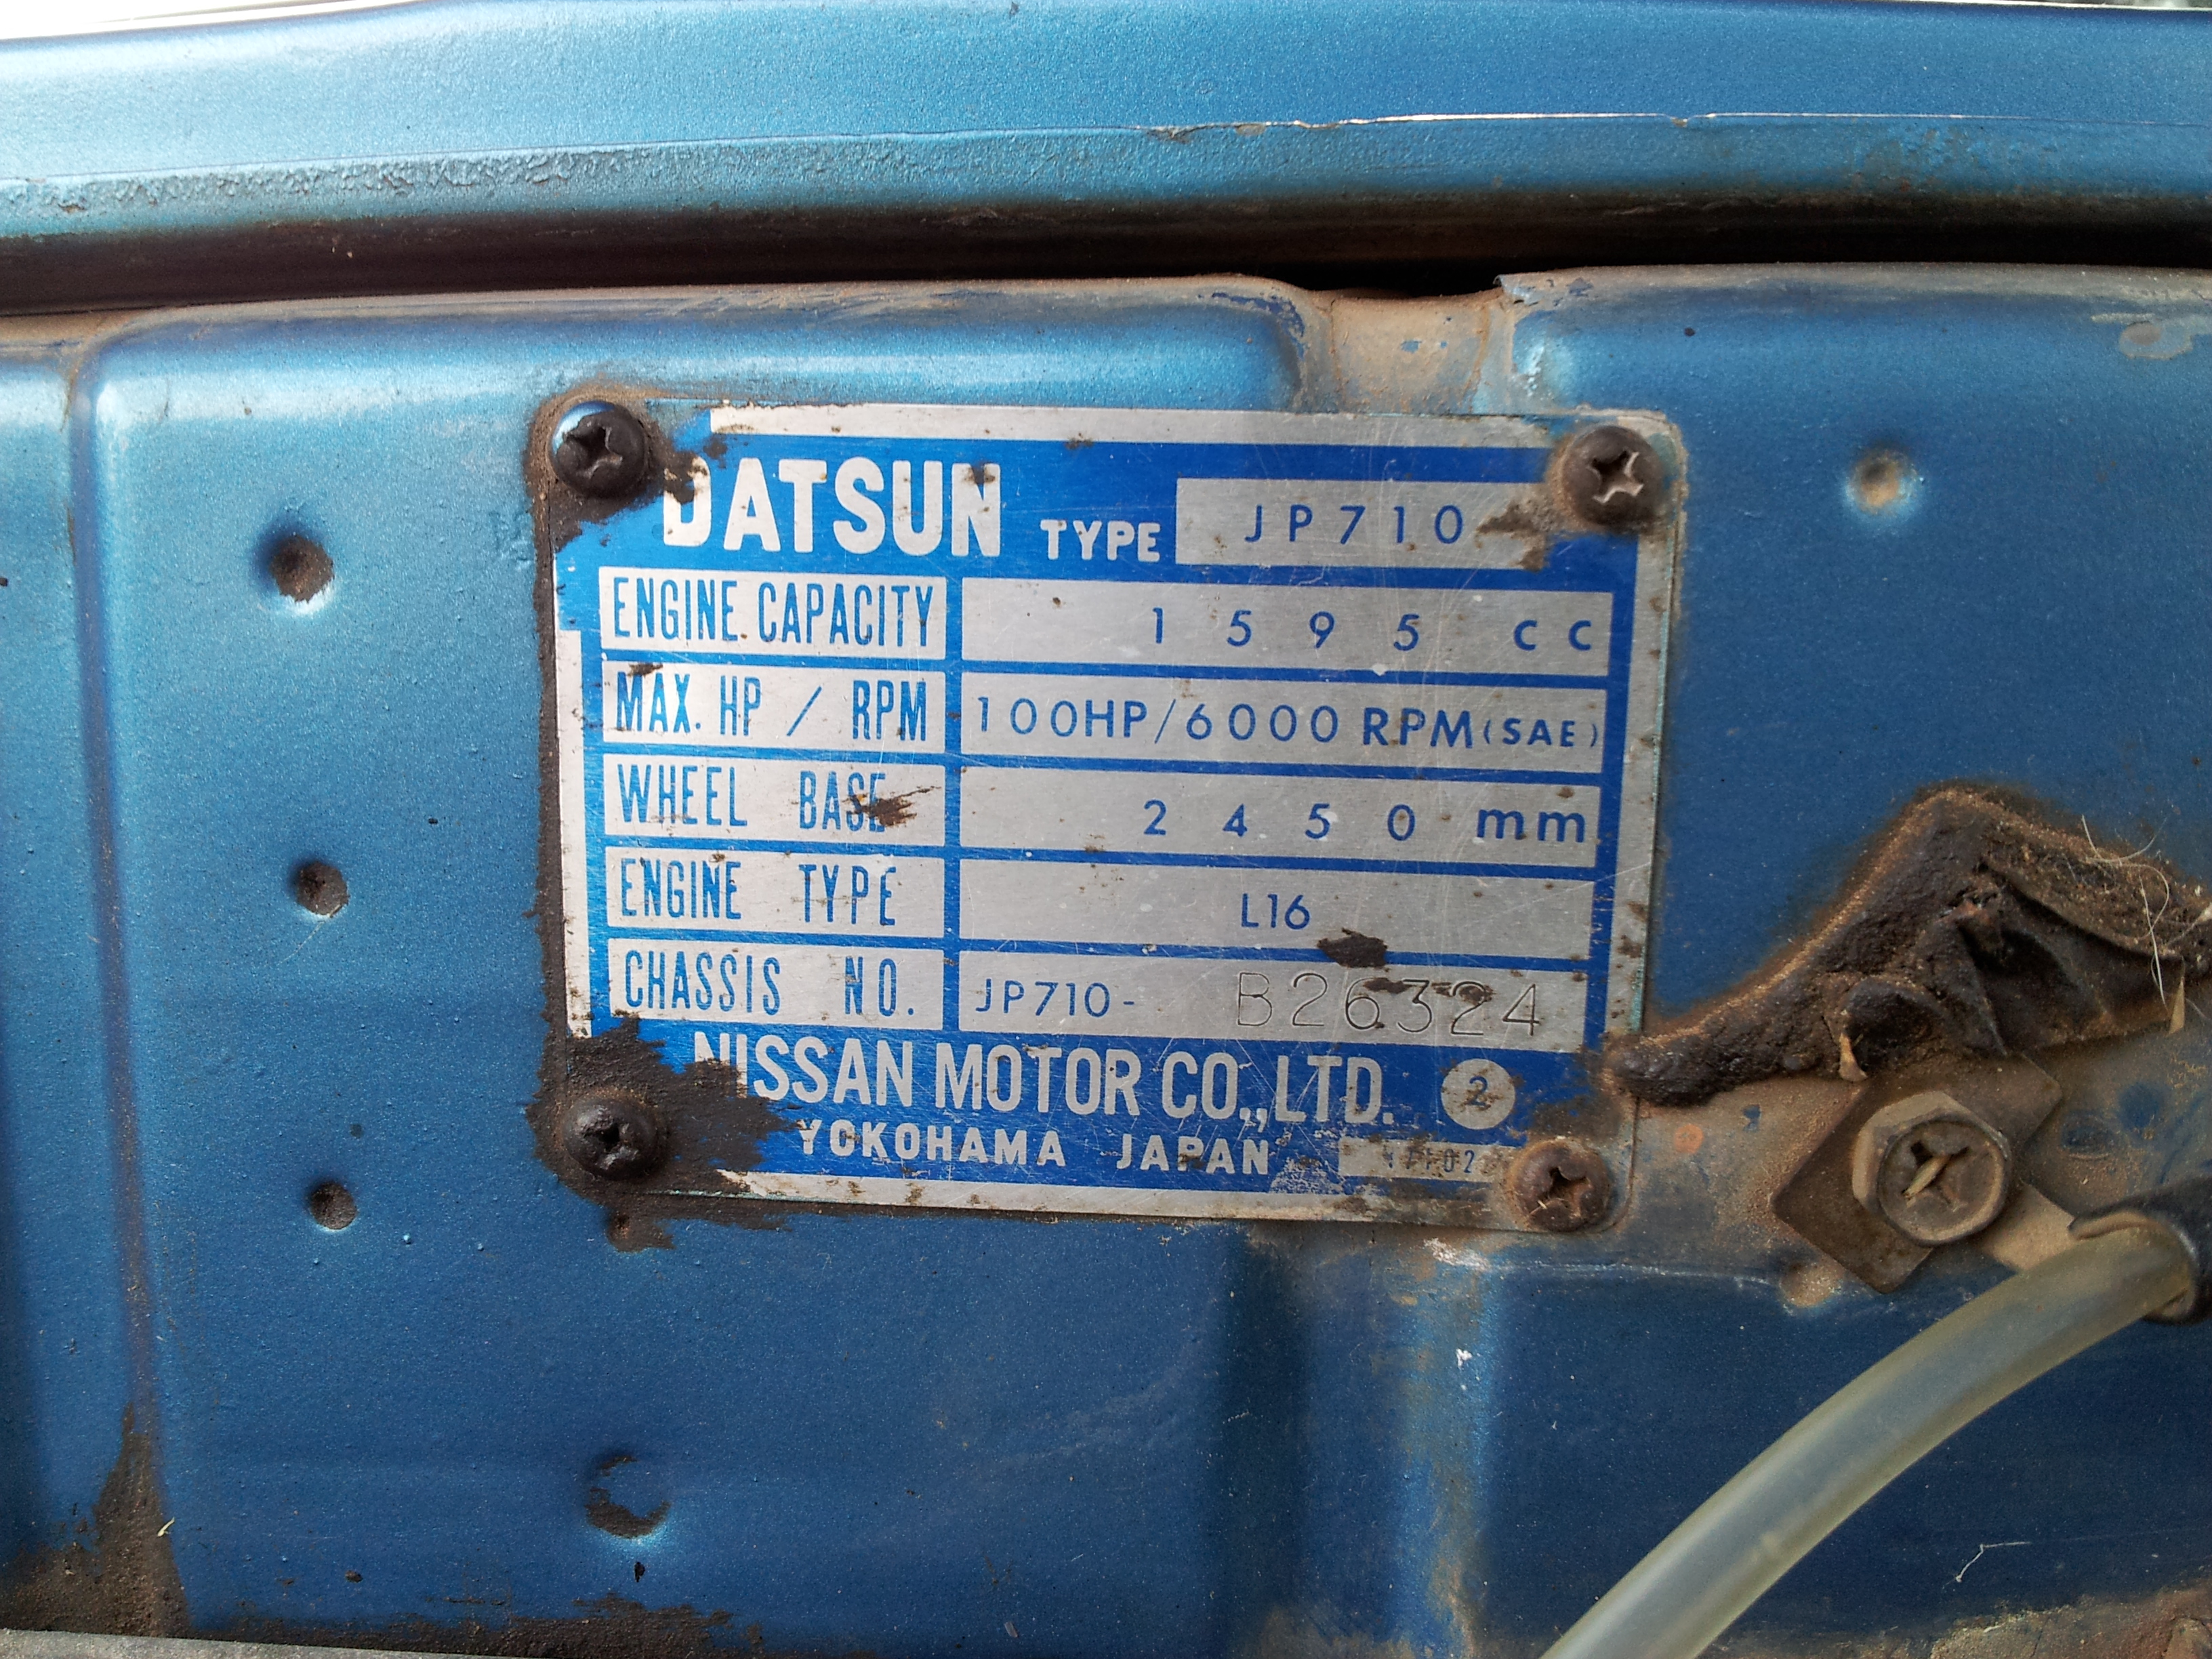 DATSUN TYPE JP710
ENGINE CAPACITY 1595 CC
MAX. HP / RPM 100HP/6000 RPM (SAE)
WHEEL BASE 2450 mm
ENGINE TYPE L16
CHASSIS NO. JP710- B26324
NISSAN MOTOR CO.,LTD. 2
YOKOHAMA JAPAN